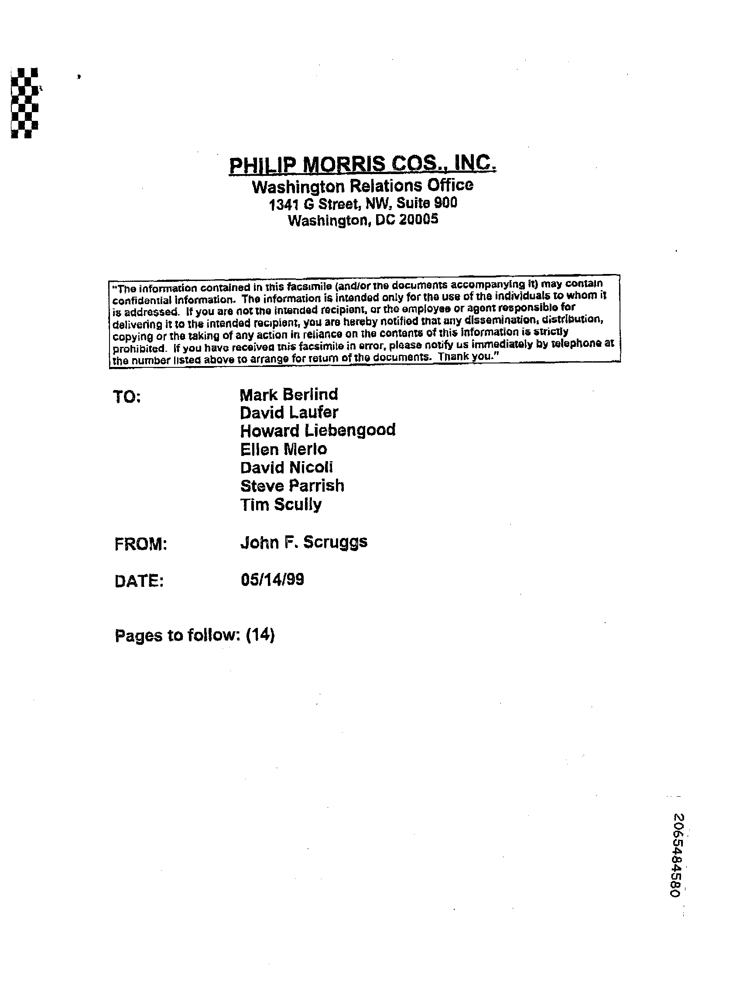 PHILIP MORRIS COS., INC.
Washington Relations Office
1341 G Street, NW, Suite 900
Washington, DC 20005
"The information contained in this facsimile (and/or the documents accompanying it) may contain
confidential information. The information is intended only for the use of the individuals to whom it
is addressed. If you are not the intended recipient, or the employee or agent responsible for
delivering it to the intended recipient, you are hereby notified that any dissemination, distribution,
copying or the taking of any action in reliance on the contents of this information is strictly
prohibited. If you have received this facsimile in error, please notify us immediately by telephone at
the number listed above to arrange for return of the documents. Thank you."
TO: Mark Berlind
David Laufer
Howard Liebengood
Ellen Merlo
David Nicoli
Steve Parrish
Tim Scully
FROM: John F. Scruggs
DATE: 05/14/99
Pages to follow: (14)
2065484580